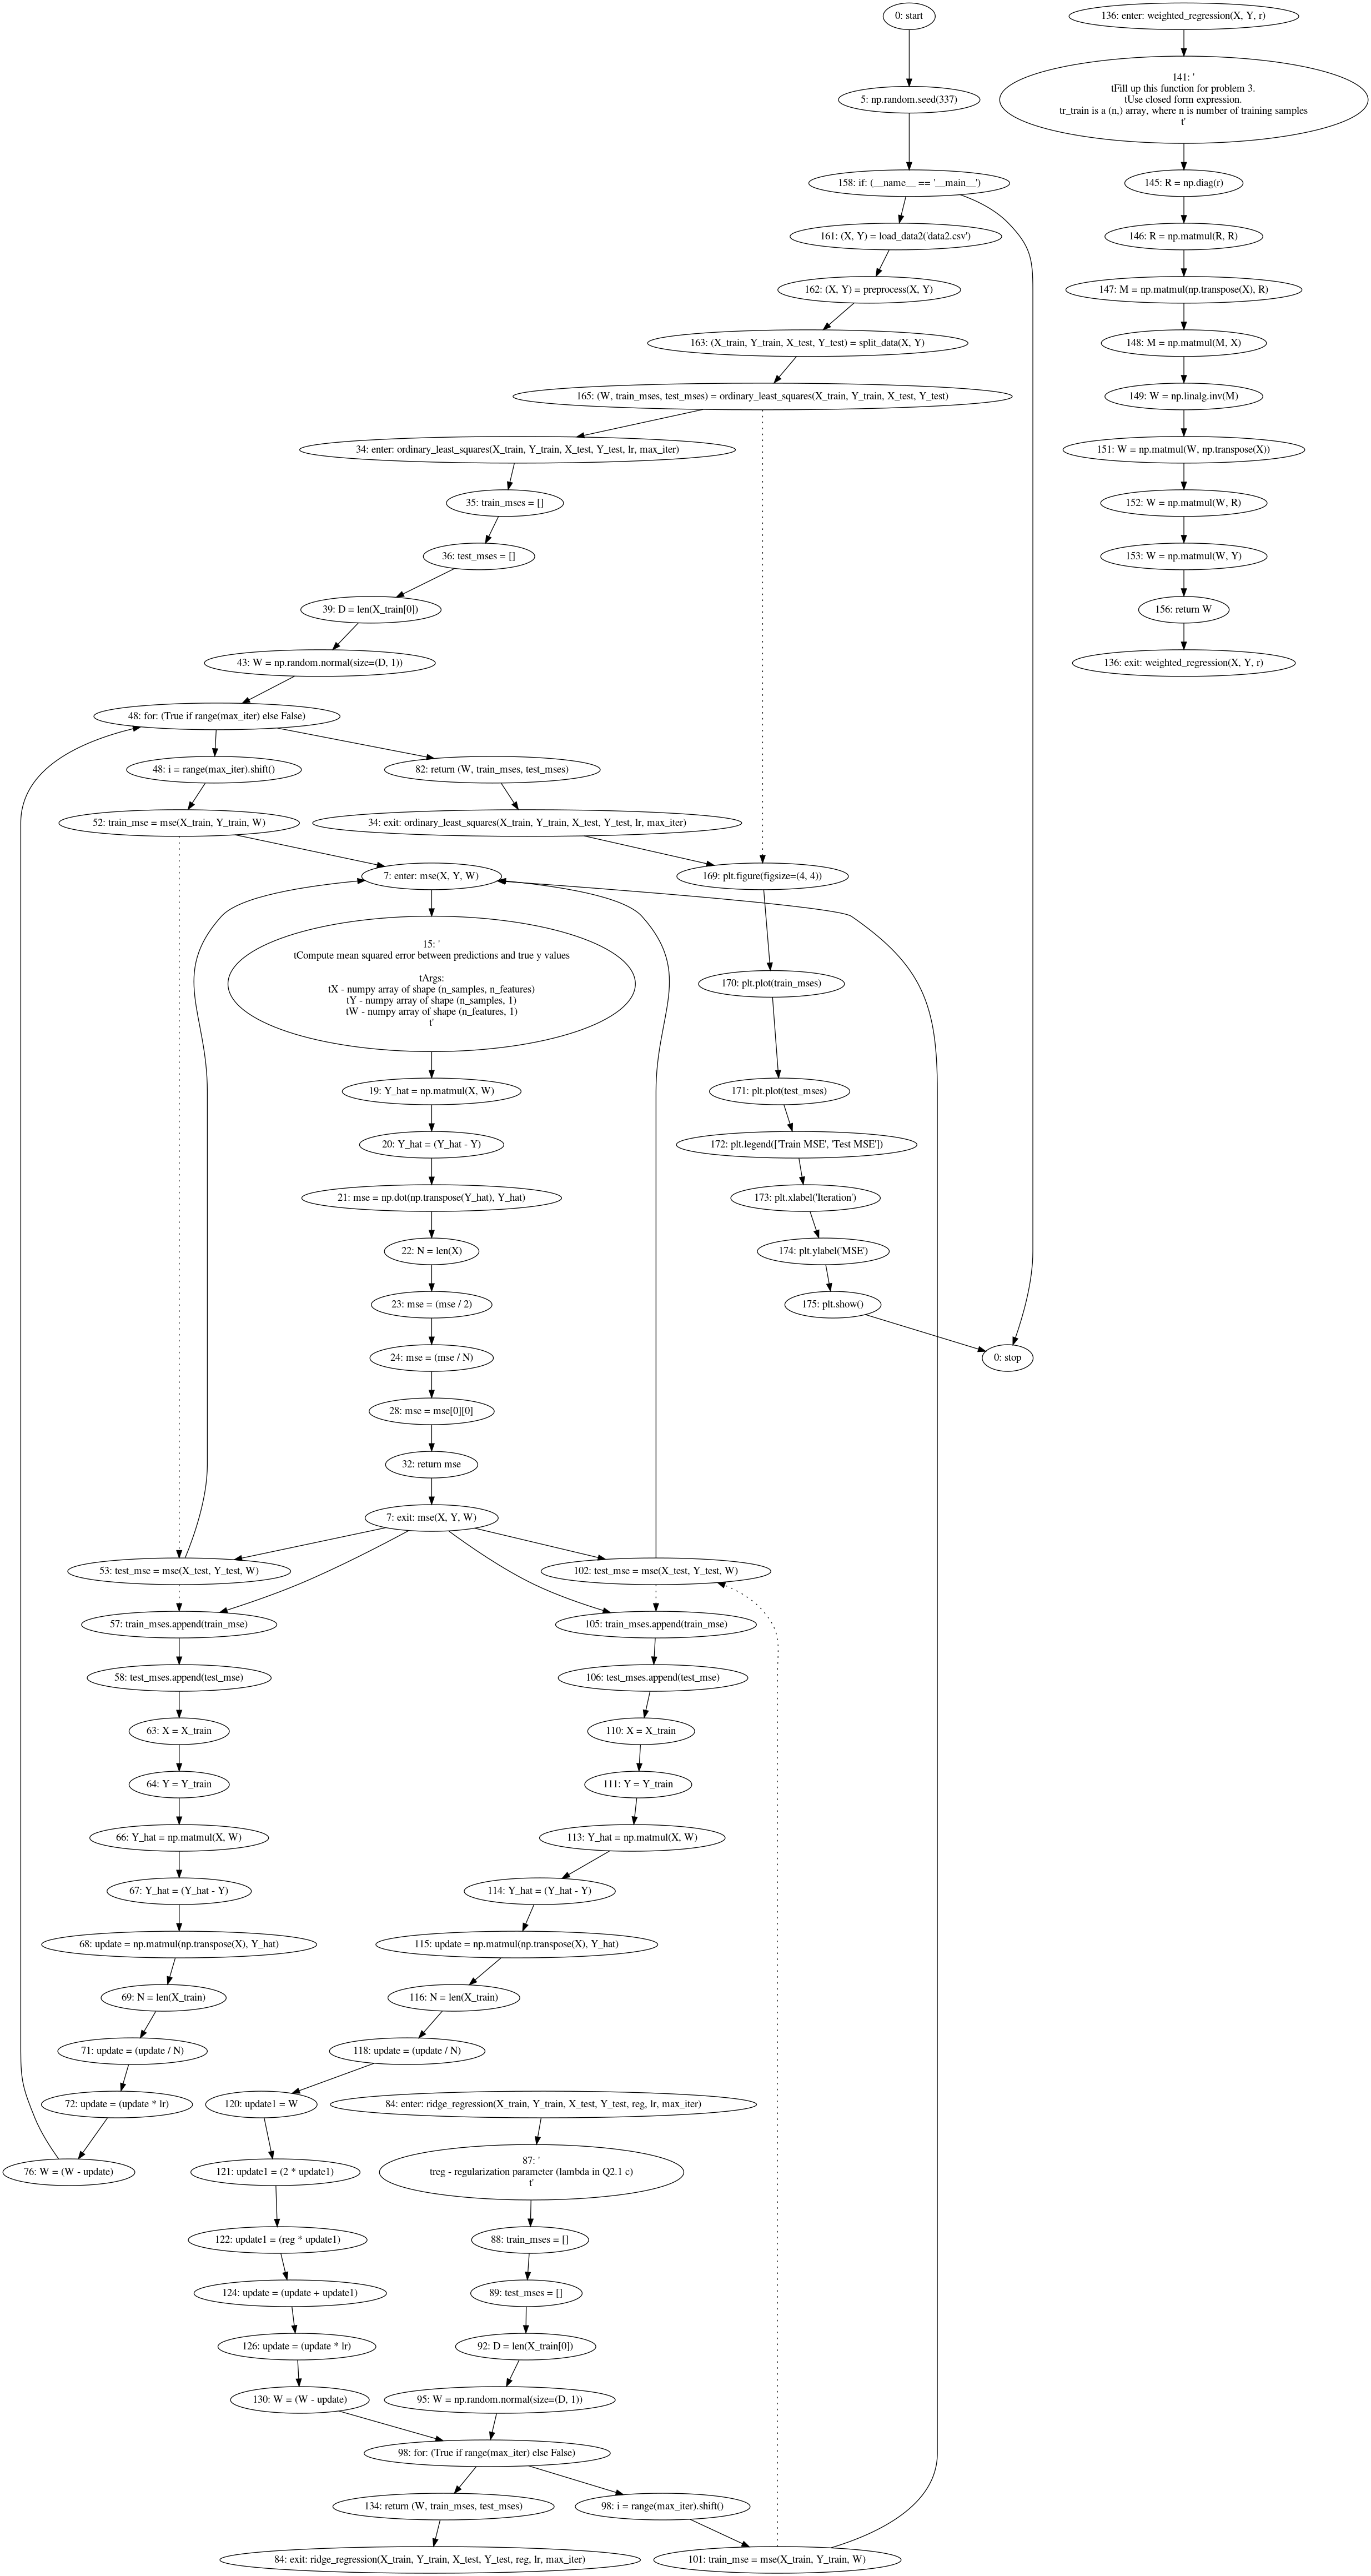 0: start
136: enter: weighted_regression(X, Y, r)
5: np.random.seed(337)
141: '
tFill up this function for problem 3.
tUse closed form expression.
tr_train is a (n,) array, where n is number of training samples
t'
158: if: (__name__ == '__main__')
145: R = np.diag(r)
161: (X, Y) = load_data2('data2.csv')
146: R = np.matmul(R, R)
162: (X, Y) = preprocess(X, Y)
147: M = np.matmul(np.transpose(X), R)
163: (X_train, Y_train, X_test, Y_test) = split_data(X, Y)
148: M = np.matmul(M, X)
165: (W, train_mses, test_mses) = ordinary_least_squares(X_train, Y_train, X_test, Y_test)
149: W = np.linalg.inv(M)
34: enter: ordinary_least_squares(X_train, Y_train, X_test, Y_test, lr, max_iter)
151: W = np.matmul(W, np.transpose(X))
35: train_mses = []
152: W = np.matmul(W, R)
36: test_mses = []
153: W = np.matmul(W, Y)
39: D = len(X_train[0])
156: return W
43: W = np.random.normal(size=(D, 1))
136: exit: weighted_regression(X, Y, r)
48: for: (True if range(max_iter) else False)
48: i = range(max_iter).shift()
82: return (W, train_mses, test_mses)
52: train_mse = mse(X_train, Y_train, W)
34: exit: ordinary_least_squares(X_train, Y_train, X_test, Y_test, lr, max_iter)
7: enter: mse(X, Y, W)
169: plt.figure(figsize=(4, 4))
15: '
tCompute mean squared error between predictions and true y values
tArgs:
tX - numpy array of shape (n_samples, n_features)
tY - numpy array of shape (n_samples, 1)
tW - numpy array of shape (n_features, 1)
t'
170: plt.plot(train_mses)
19: Y_hat = np.matmul(X, W)
171: plt.plot(test_mses)
20: Y_hat = (Y_hat - Y)
172: plt.legend(['Train MSE', 'Test MSE'])
21: mse = np.dot(np.transpose(Y_hat), Y_hat)
173: plt.xlabel('Iteration')
22: N = len(X)
174: plt.ylabel('MSE')
23: mse = (mse / 2)
175: plt.show()
24: mse = (mse / N)
0: stop
28: mse = mse[0][0]
32: return mse
7: exit: mse(X, Y, W)
53: test_mse = mse(X_test, Y_test, W)
102: test_mse = mse(X_test, Y_test, W)
57: train_mses.append(train_mse)
105: train_mses.append(train_mse)
58: test_mses.append(test_mse)
106: test_mses.append(test_mse)
63: X = X_train
110: X = X_train
64: Y = Y_train
111: Y = Y_train
66: Y_hat = np.matmul(X, W)
113: Y_hat = np.matmul(X, W)
67: Y_hat = (Y_hat - Y)
114: Y_hat = (Y_hat - Y)
68: update = np.matmul(np.transpose(X), Y_hat)
115: update = np.matmul(np.transpose(X), Y_hat)
69: N = len(X_train)
116: N = len(X_train)
71: update = (update / N)
118: update = (update / N)
72: update = (update * lr)
120: update1 = W
84: enter: ridge_regression(X_train, Y_train, X_test, Y_test, reg, lr, max_iter)
76: W = (W - update)
121: update1 = (2 * update1)
87: '
treg - regularization parameter (lambda in Q2.1 c)
t'
122: update1 = (reg * update1)
88: train_mses = []
124: update = (update + update1)
89: test_mses = []
126: update = (update * lr)
92: D = len(X_train[0])
130: W = (W - update)
95: W = np.random.normal(size=(D, 1))
98: for: (True if range(max_iter) else False)
134: return (W, train_mses, test_mses)
98: i = range(max_iter).shift()
84: exit: ridge_regression(X_train, Y_train, X_test, Y_test, reg, lr, max_iter)
101: train_mse = mse(X_train, Y_train, W)